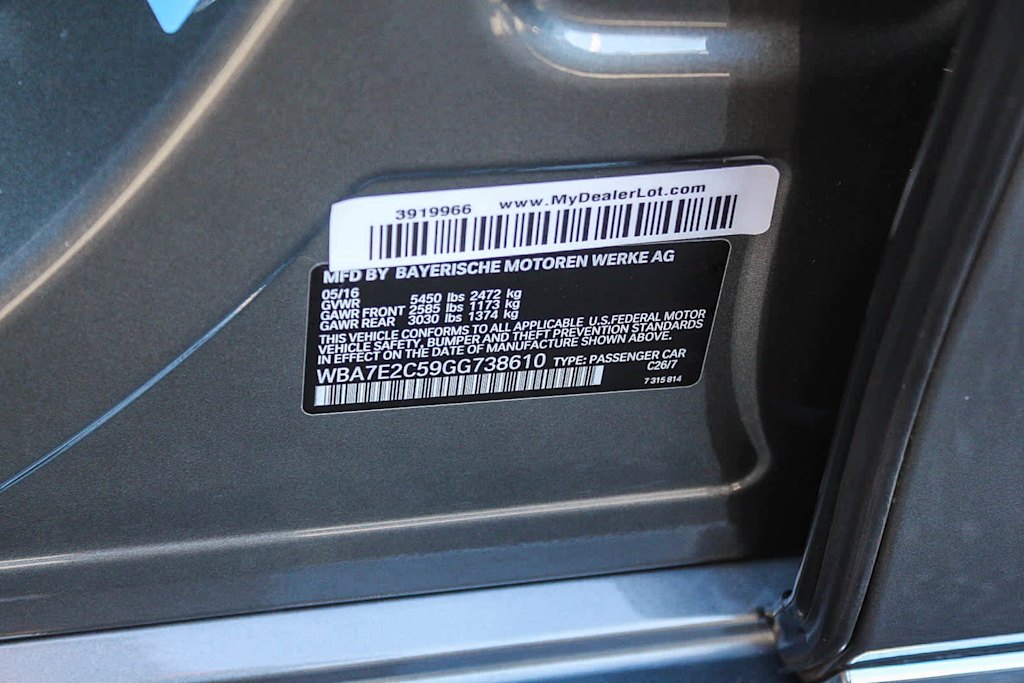 3919966 www.MyDealerLot.com
MFD BY BAYERISCHE MOTOREN WERKE AG
05/16
GVWR 5450 lbs 2472 kg
GAWR FRONT 2585 lbs 1173 kg
GAWR REAR 3030 lbs 1374 kg
THIS VEHICLE CONFORMS TO ALL APPLICABLE U.S.FEDERAL MOTOR
VEHICLE SAFETY, BUMPER AND THEFT PREVENTION STANDARDS
IN EFFECT ON THE DATE OF MANUFACTURE SHOWN ABOVE.
WBA7E2C59GG738610 TYPE: PASSENGER CAR
C26/7
7 315 814